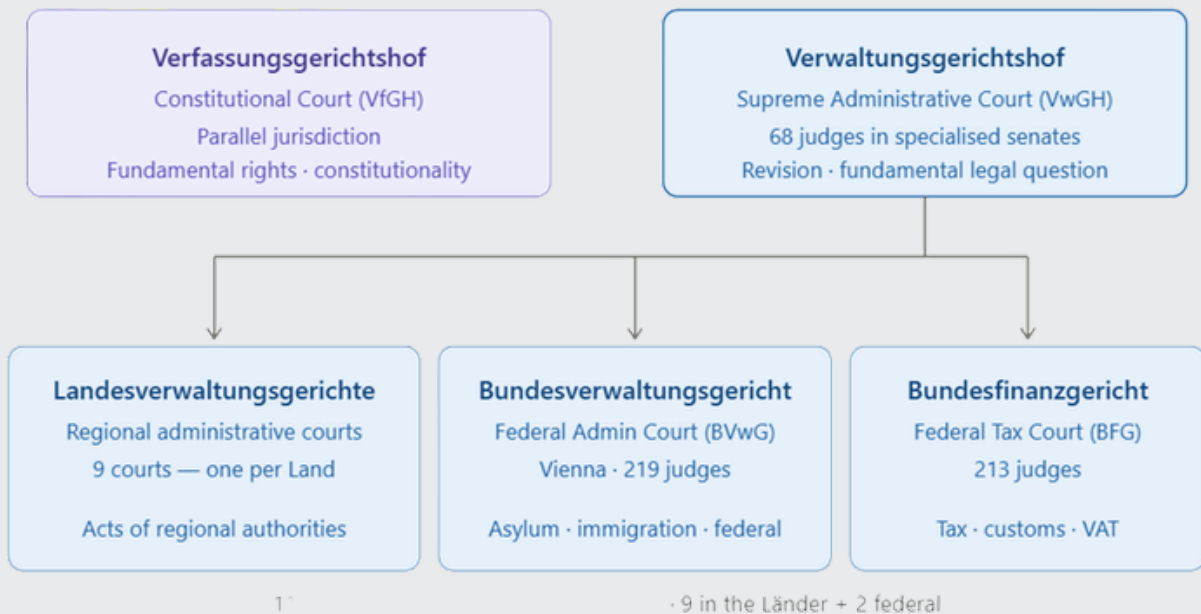 Verfassungsgerichtshof
Constitutional Court (VfGH)
Parallel jurisdiction
Fundamental rights · constitutionality
Verwaltungsgerichtshof
Supreme Administrative Court (VwGH)
68 judges in specialised senates
Revision · fundamental legal question
Landesverwaltungsgerichte
Regional administrative courts
9 courts — one per Land
Acts of regional authorities
Bundesverwaltungsgericht
Federal Admin Court (BVwG)
Vienna · 219 judges
Asylum · immigration · federal
Bundesfinanzgericht
Federal Tax Court (BFG)
213 judges
Tax · customs · VAT
· 9 in the Länder + 2 federal